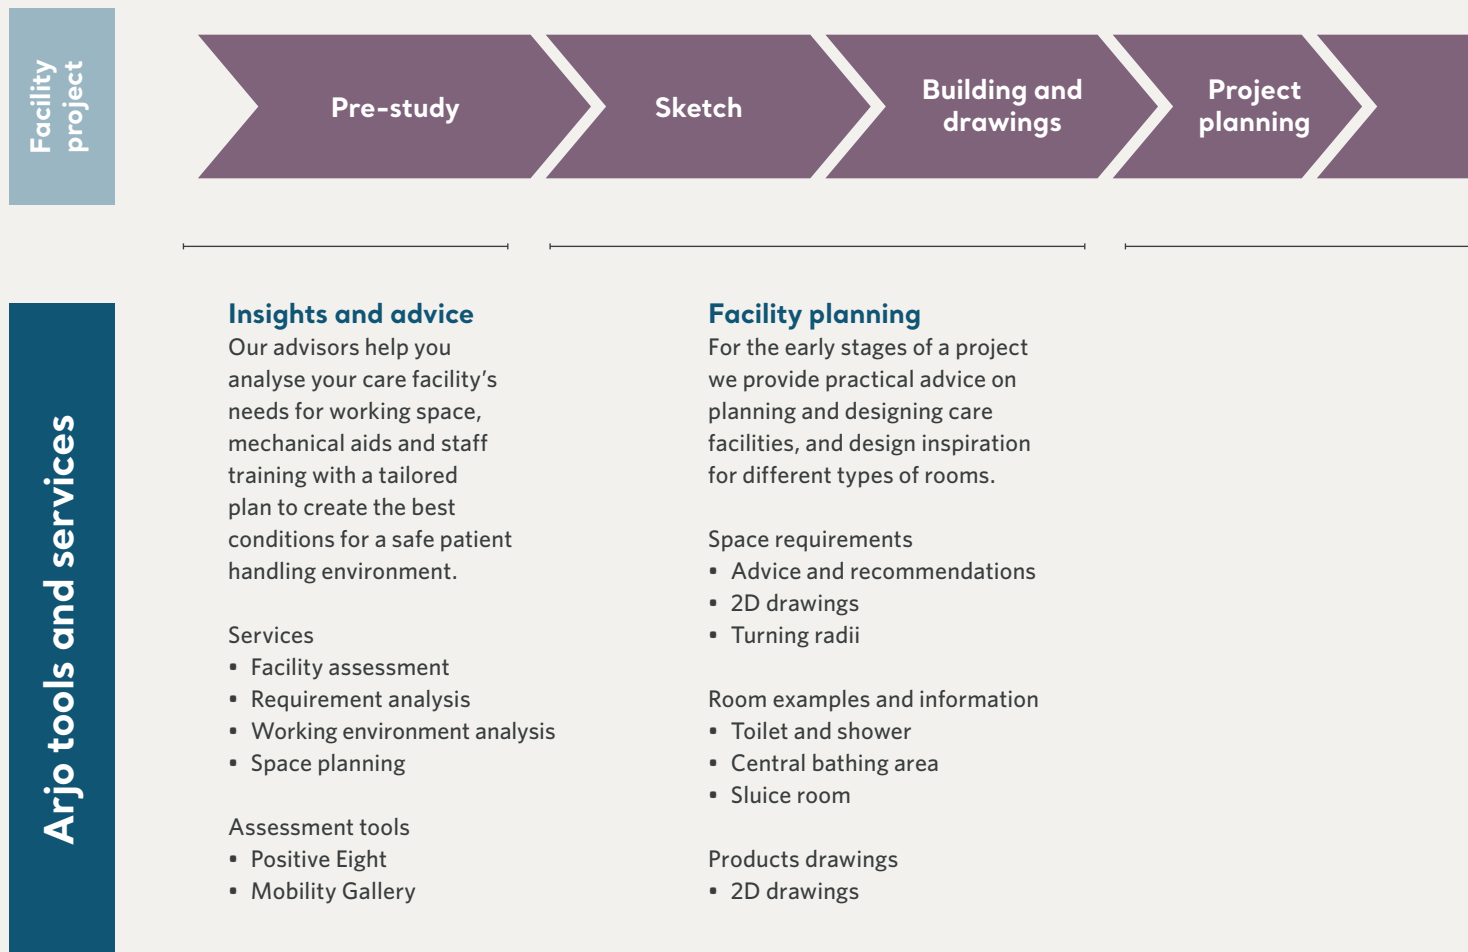 Facility
project
Pre-study
Sketch
Building and
drawings
Project
planning
Arjo tools and services
Insights and advice
Our advisors help you
analyse your care facility's
needs for working space,
mechanical aids and staff
training with a tailored
plan to create the best
conditions for a safe patient
handling environment.
Services
▪ Facility assessment
▪ Requirement analysis
▪ Working environment analysis
▪ Space planning
Assessment tools
▪ Positive Eight
▪ Mobility Gallery
Facility planning
For the early stages of a project
we provide practical advice on
planning and designing care
facilities, and design inspiration
for different types of rooms.
Space requirements
▪ Advice and recommendations
▪ 2D drawings
▪ Turning radii
Room examples and information
▪ Toilet and shower
▪ Central bathing area
▪ Sluice room
Products drawings
▪ 2D drawings